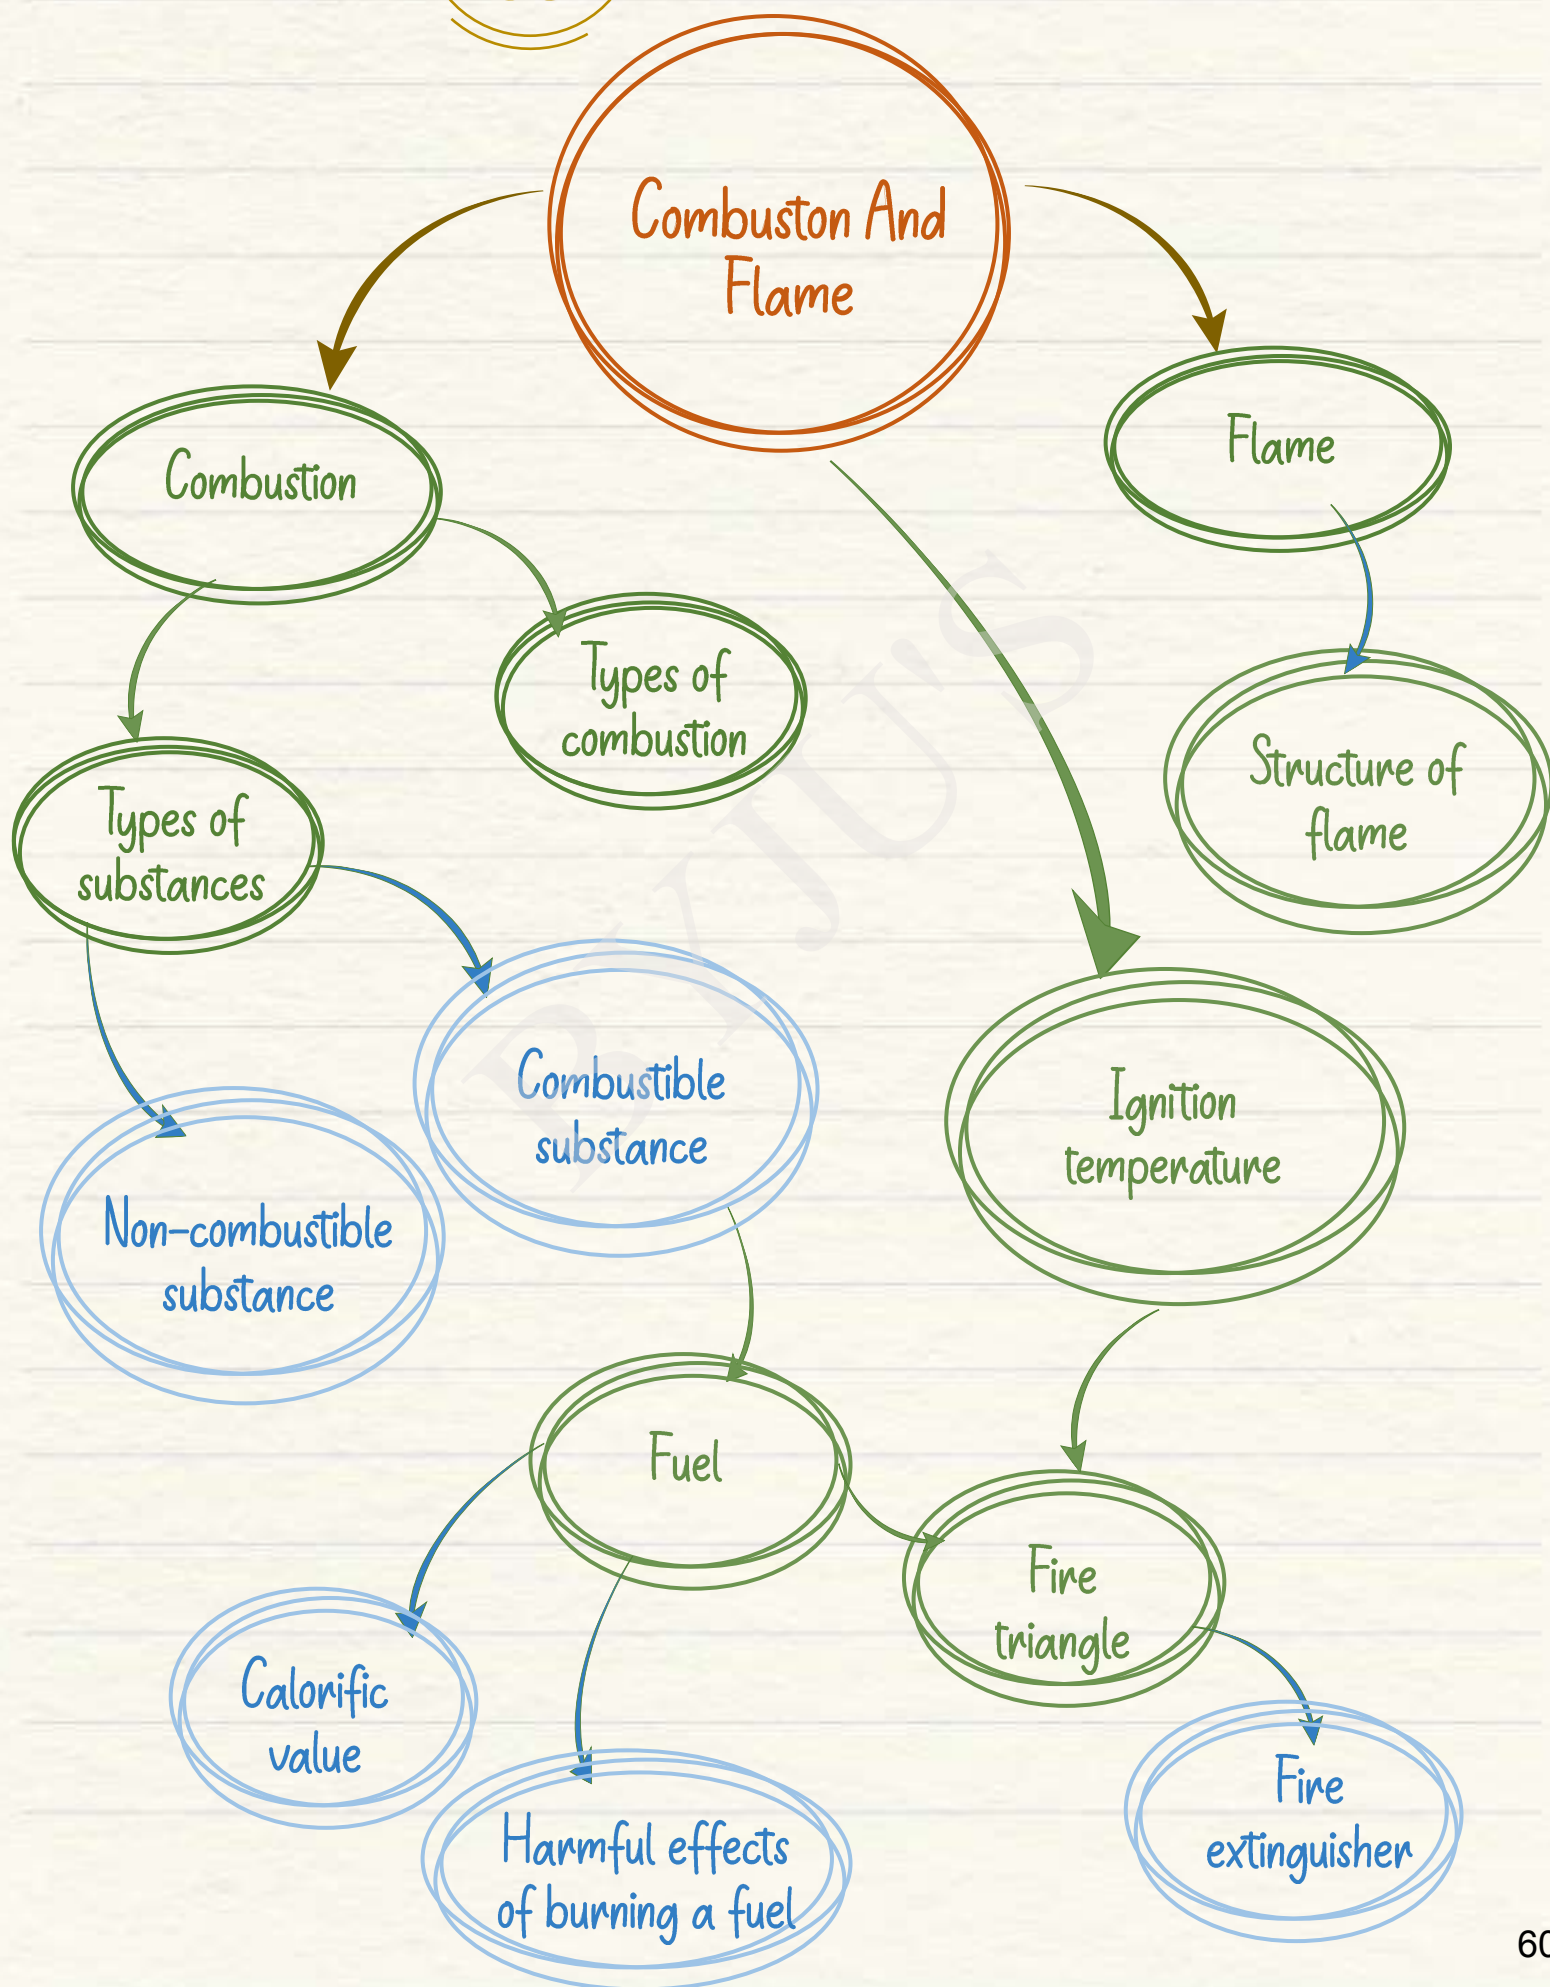 Combuston And
Flame
Flame
Combustion
Types of
combustion
Structure of
flame
Types of
substances
Combustible
substance
Ignition
temperature
Non-combustible
substance
Fuel
Fire
triangle
Calorific
value
Fire
extinguisher
Harmful effects
of burning a fuel
BYJU'S
60